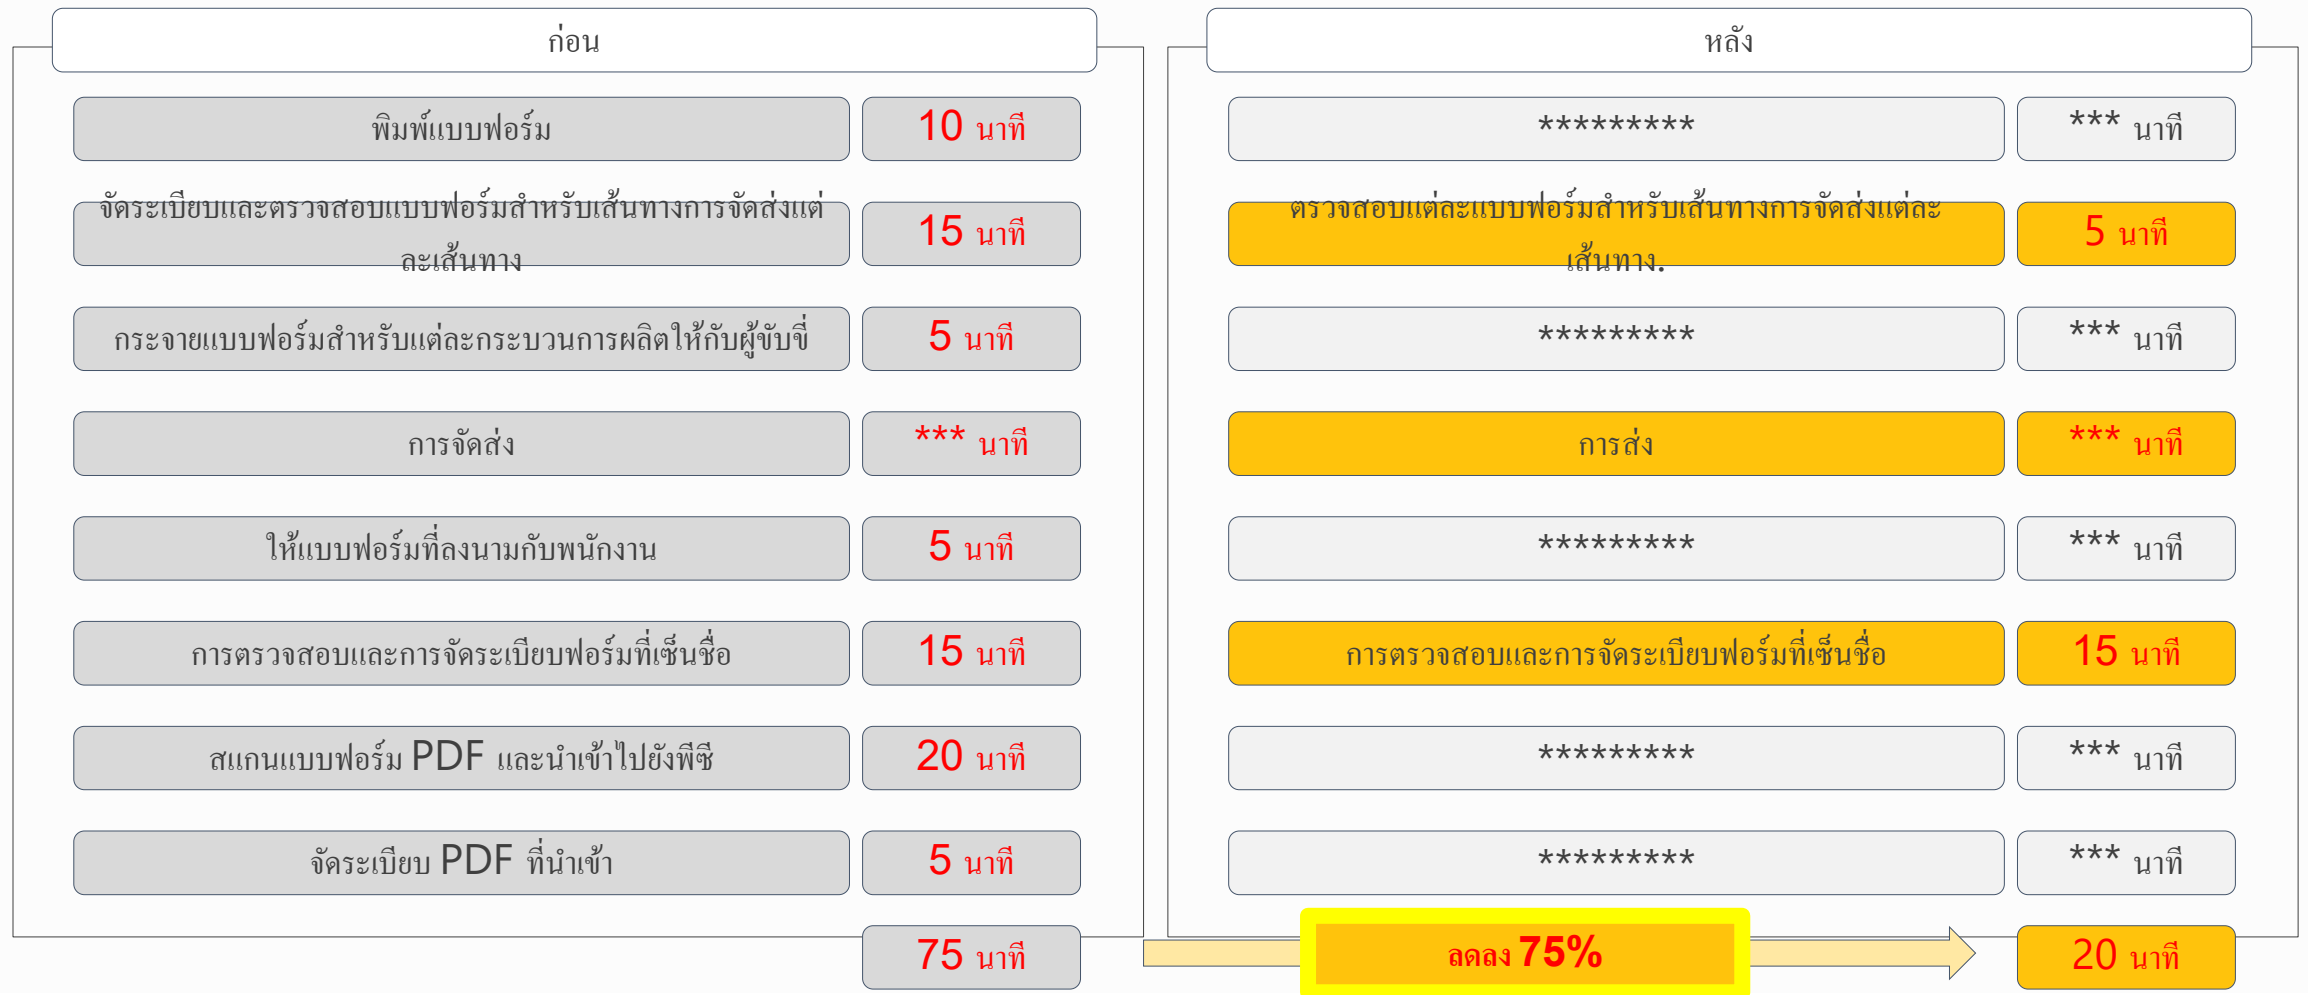 ก่อน
พิมพ์แบบฟอร์ม
10 นาที
จัดระเบียบและตรวจสอบแบบฟอร์มสำหรับเส้นทางการจัดส่งแต่
ละเส้นทาง
15 นาที
กระจายแบบฟอร์มสำหรับแต่ละกระบวนการผลิตให้กับผู้ขับขี่
5 นาที
การจัดส่ง
*** นาที
ให้แบบฟอร์มที่ลงนามกับพนักงาน
5 นาที
การตรวจสอบและการจัดระเบียบฟอร์มที่เซ็นชื่อ
15 นาที
สแกนแบบฟอร์ม PDF และนำเข้าไปยังพีซี
20 นาที
จัดระเบียบ PDF ที่นำเข้า
5 นาที
75 นาที
หลัง
*********
*** นาที
ตรวจสอบแต่ละแบบฟอร์มสำหรับเส้นทางการจัดส่งแต่ละ
เส้นทาง.
5 นาที
*********
*** นาที
การส่ง
*** นาที
*********
*** นาที
การตรวจสอบและการจัดระเบียบฟอร์มที่เซ็นชื่อ
15 นาที
*********
*** นาที
*********
*** นาที
ลดลง 75%
20 นาที